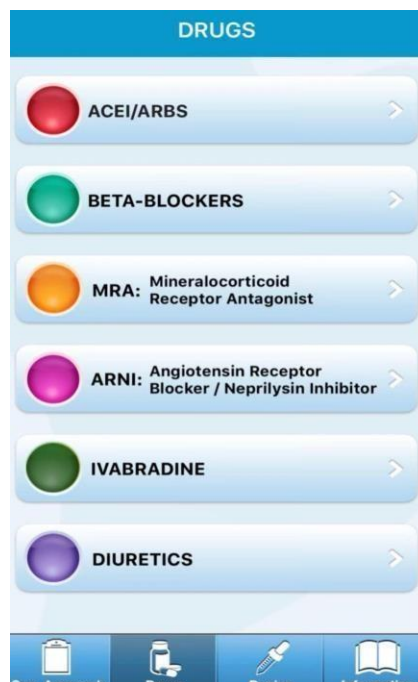 DRUGS
ACEI/ARBS
BETA-BLOCKERS
MRA: Mineralocorticoid
Receptor Antagonist
ARNI: Angiotensin Receptor
Blocker / Neprilysin Inhibitor
IVABRADINE
DIURETICS